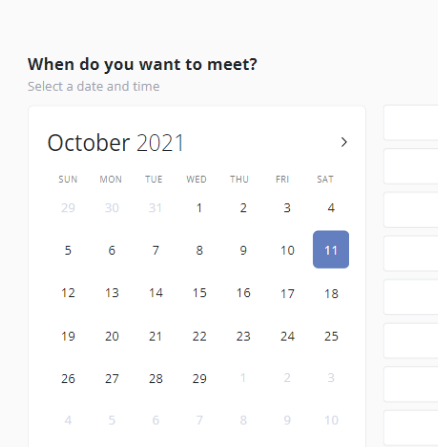 When do you want to meet?
Select a date and time
October 2021 >
SUN MON TUE WED THU FRI SAT
29 30 31 1 2 3 4
5 6 7 8 9 10 11
12 13 14 15 16 17 18
19 20 21 22 23 24 25
26 27 28 29 1 2 3
4 5 6 7 8 9 10